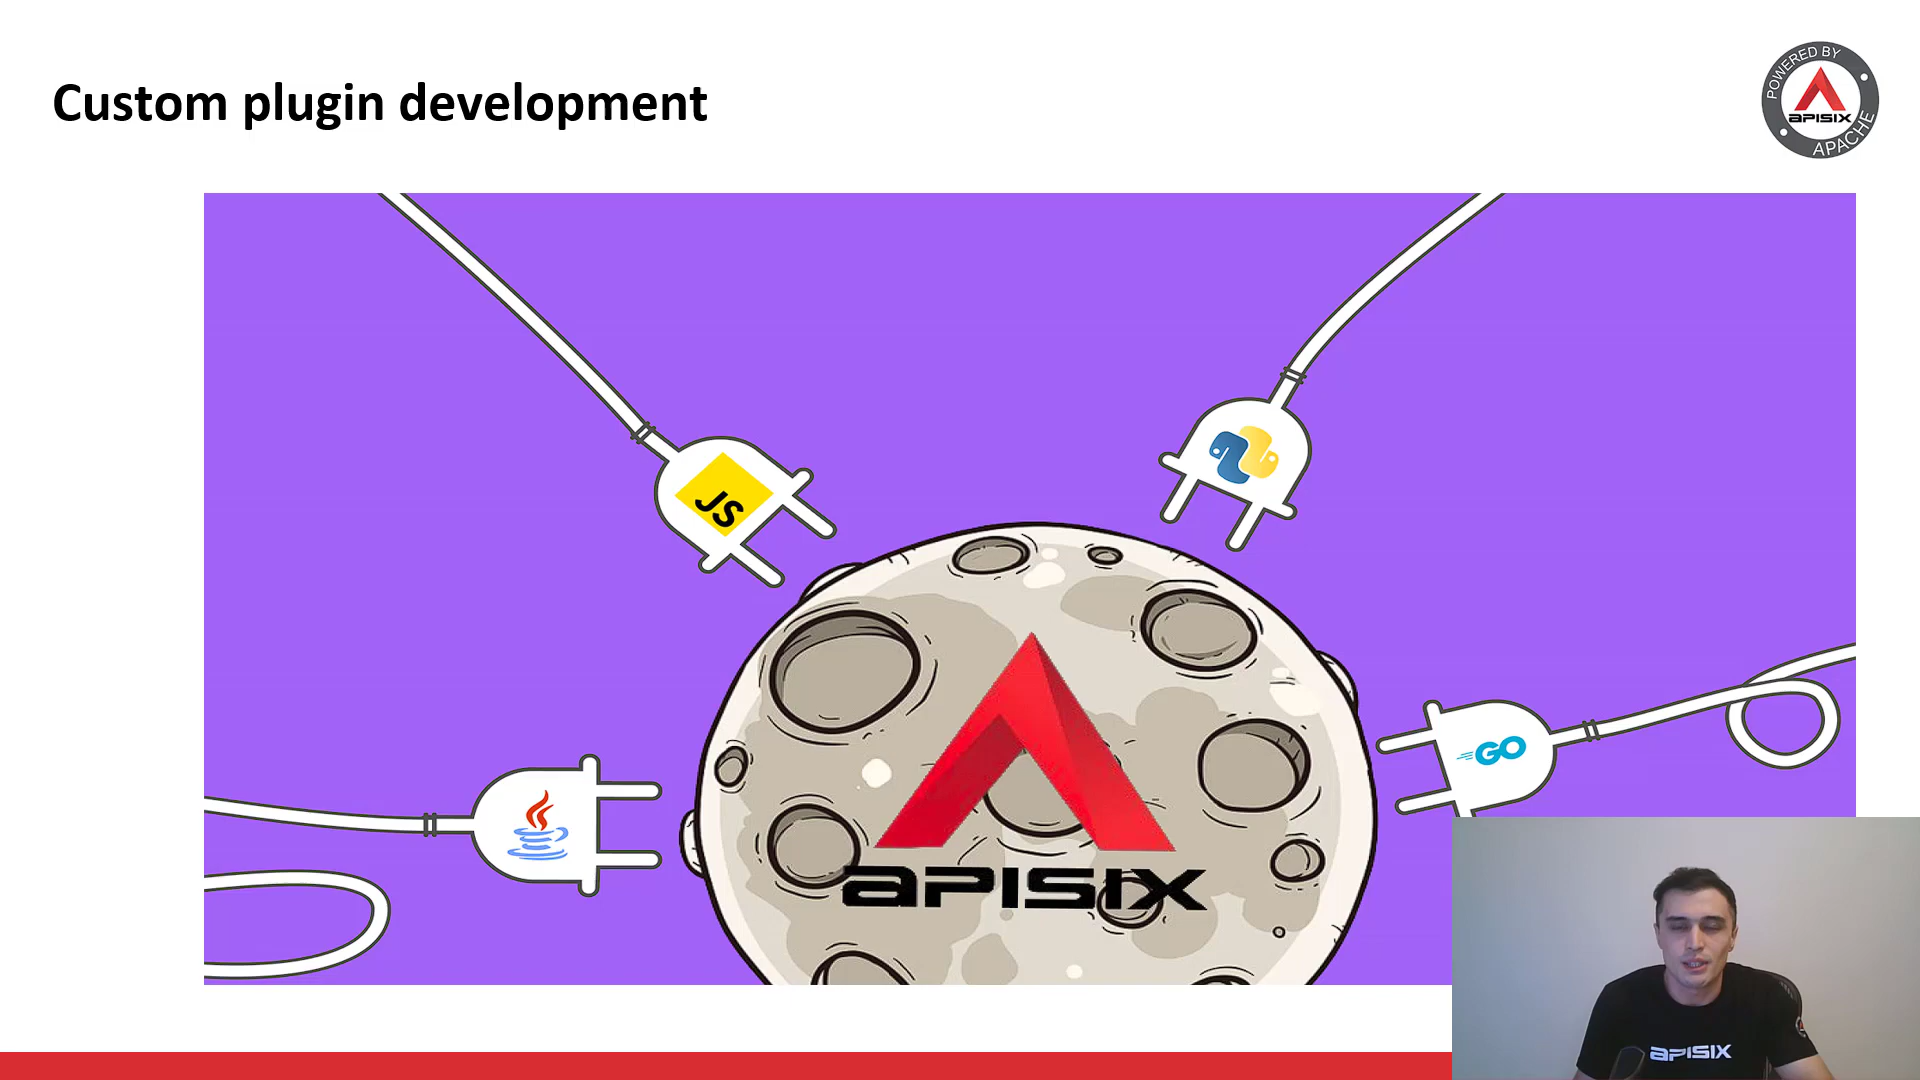 Custom plugin development
POWERED BY
APISIX
APACHE
JS
GO
APISIX
APISIX